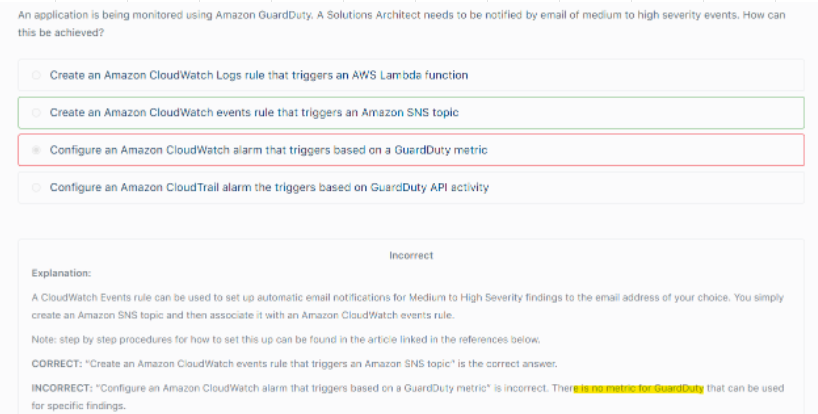 An application is being monitored using Amazon GuardDuty. A Solutions Architect needs to be notified by email of medium to high severity events. How can
this be achieved?
Create an Amazon CloudWatch Logs rule that triggers an AWS Lambda function
Create an Amazon CloudWatch events rule that triggers an Amazon SNS topic
Configure an Amazon CloudWatch alarm that triggers based on a GuardDuty metric
Configure an Amazon CloudTrail alarm the triggers based on GuardDuty API activity
Incorrect
Explanation:
A CloudWatch Events rule can be used to set up automatic email notifications for Medium to High Severity findings to the email address of your choice. You simply
create an Amazon SNS topic and then associate it with an Amazon CloudWatch events rule.
Note: step by step procedures for how to set this up can be found in the article linked in the references below.
CORRECT: "Create an Amazon CloudWatch events rule that triggers an Amazon SNS topic" is the correct answer.
INCORRECT: "Configure an Amazon CloudWatch alarm that triggers based on a GuardDuty metric" is incorrect. There is no metric for GuardDuty that can be used
for specific findings.